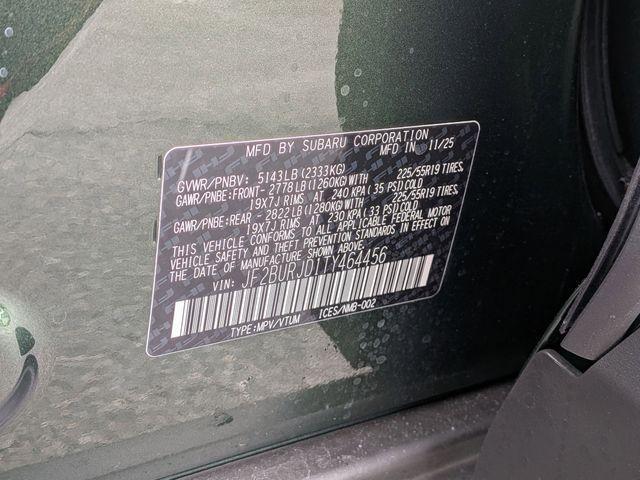 MFD BY SUBARU CORPORATION
MFD IN 11/25
GVWR/PNBV: 5143LB(2333KG)
GAWR/PNBE:FRONT- 2778LB(1260KG)WITH 225/55R19 TIRES,
19X7J RIMS AT 240 KPA(35 PSI)COLD
GAWR/PNBE:REAR - 2822LB(1280KG)WITH 225/55R19 TIRES,
19X7J RIMS AT 230 KPA(33 PSI)COLD
THIS VEHICLE CONFORMS TO ALL APPLICABLE FEDERAL MOTOR
VEHICLE SAFETY AND THEFT PREVENTION STANDARDS IN EFFECT ON
THE DATE OF MANUFACTURE SHOWN ABOVE.
VIN: JF2BURJD1TY464456
TYPE:MPV/VTUM ICES/NMB-002